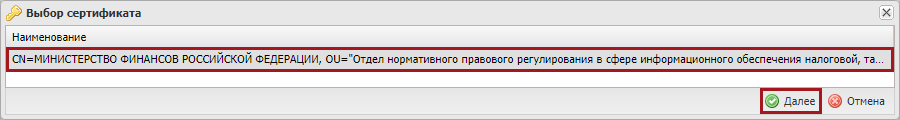 Выбор сертификата
Наименование
CN=МИНИСТЕРСТВО ФИНАНСОВ РОССИЙСКОЙ ФЕДЕРАЦИИ, OU="Отдел нормативного правового регулирования в сфере информационного обеспечения налоговой, та...
Далее Отмена